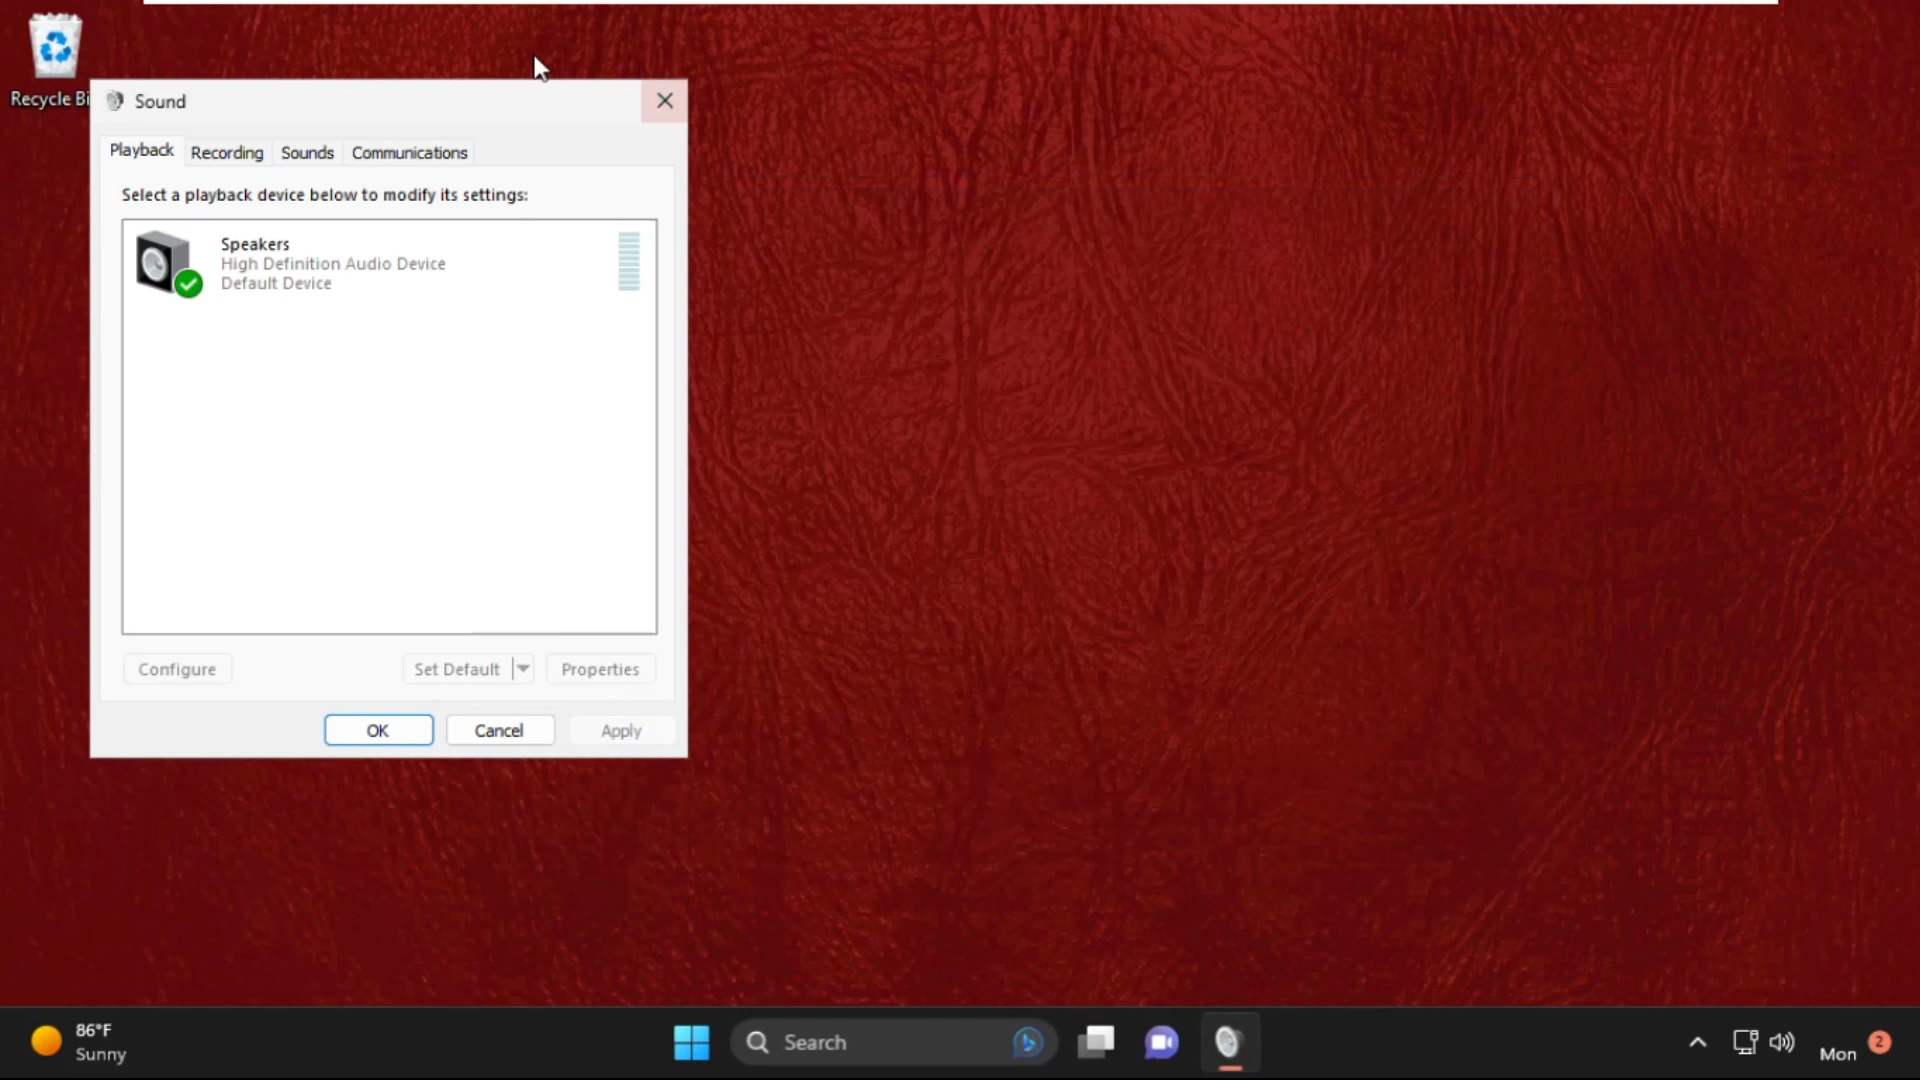 Recycle Bi
Sound
Playback
Recording
Sounds
Communications
Select a playback device below to modify its settings:
Speakers
High Definition Audio Device
Default Device
Configure
Set Default
Properties
OK
Cancel
Apply
86°F
Sunny
Search
Mon
2